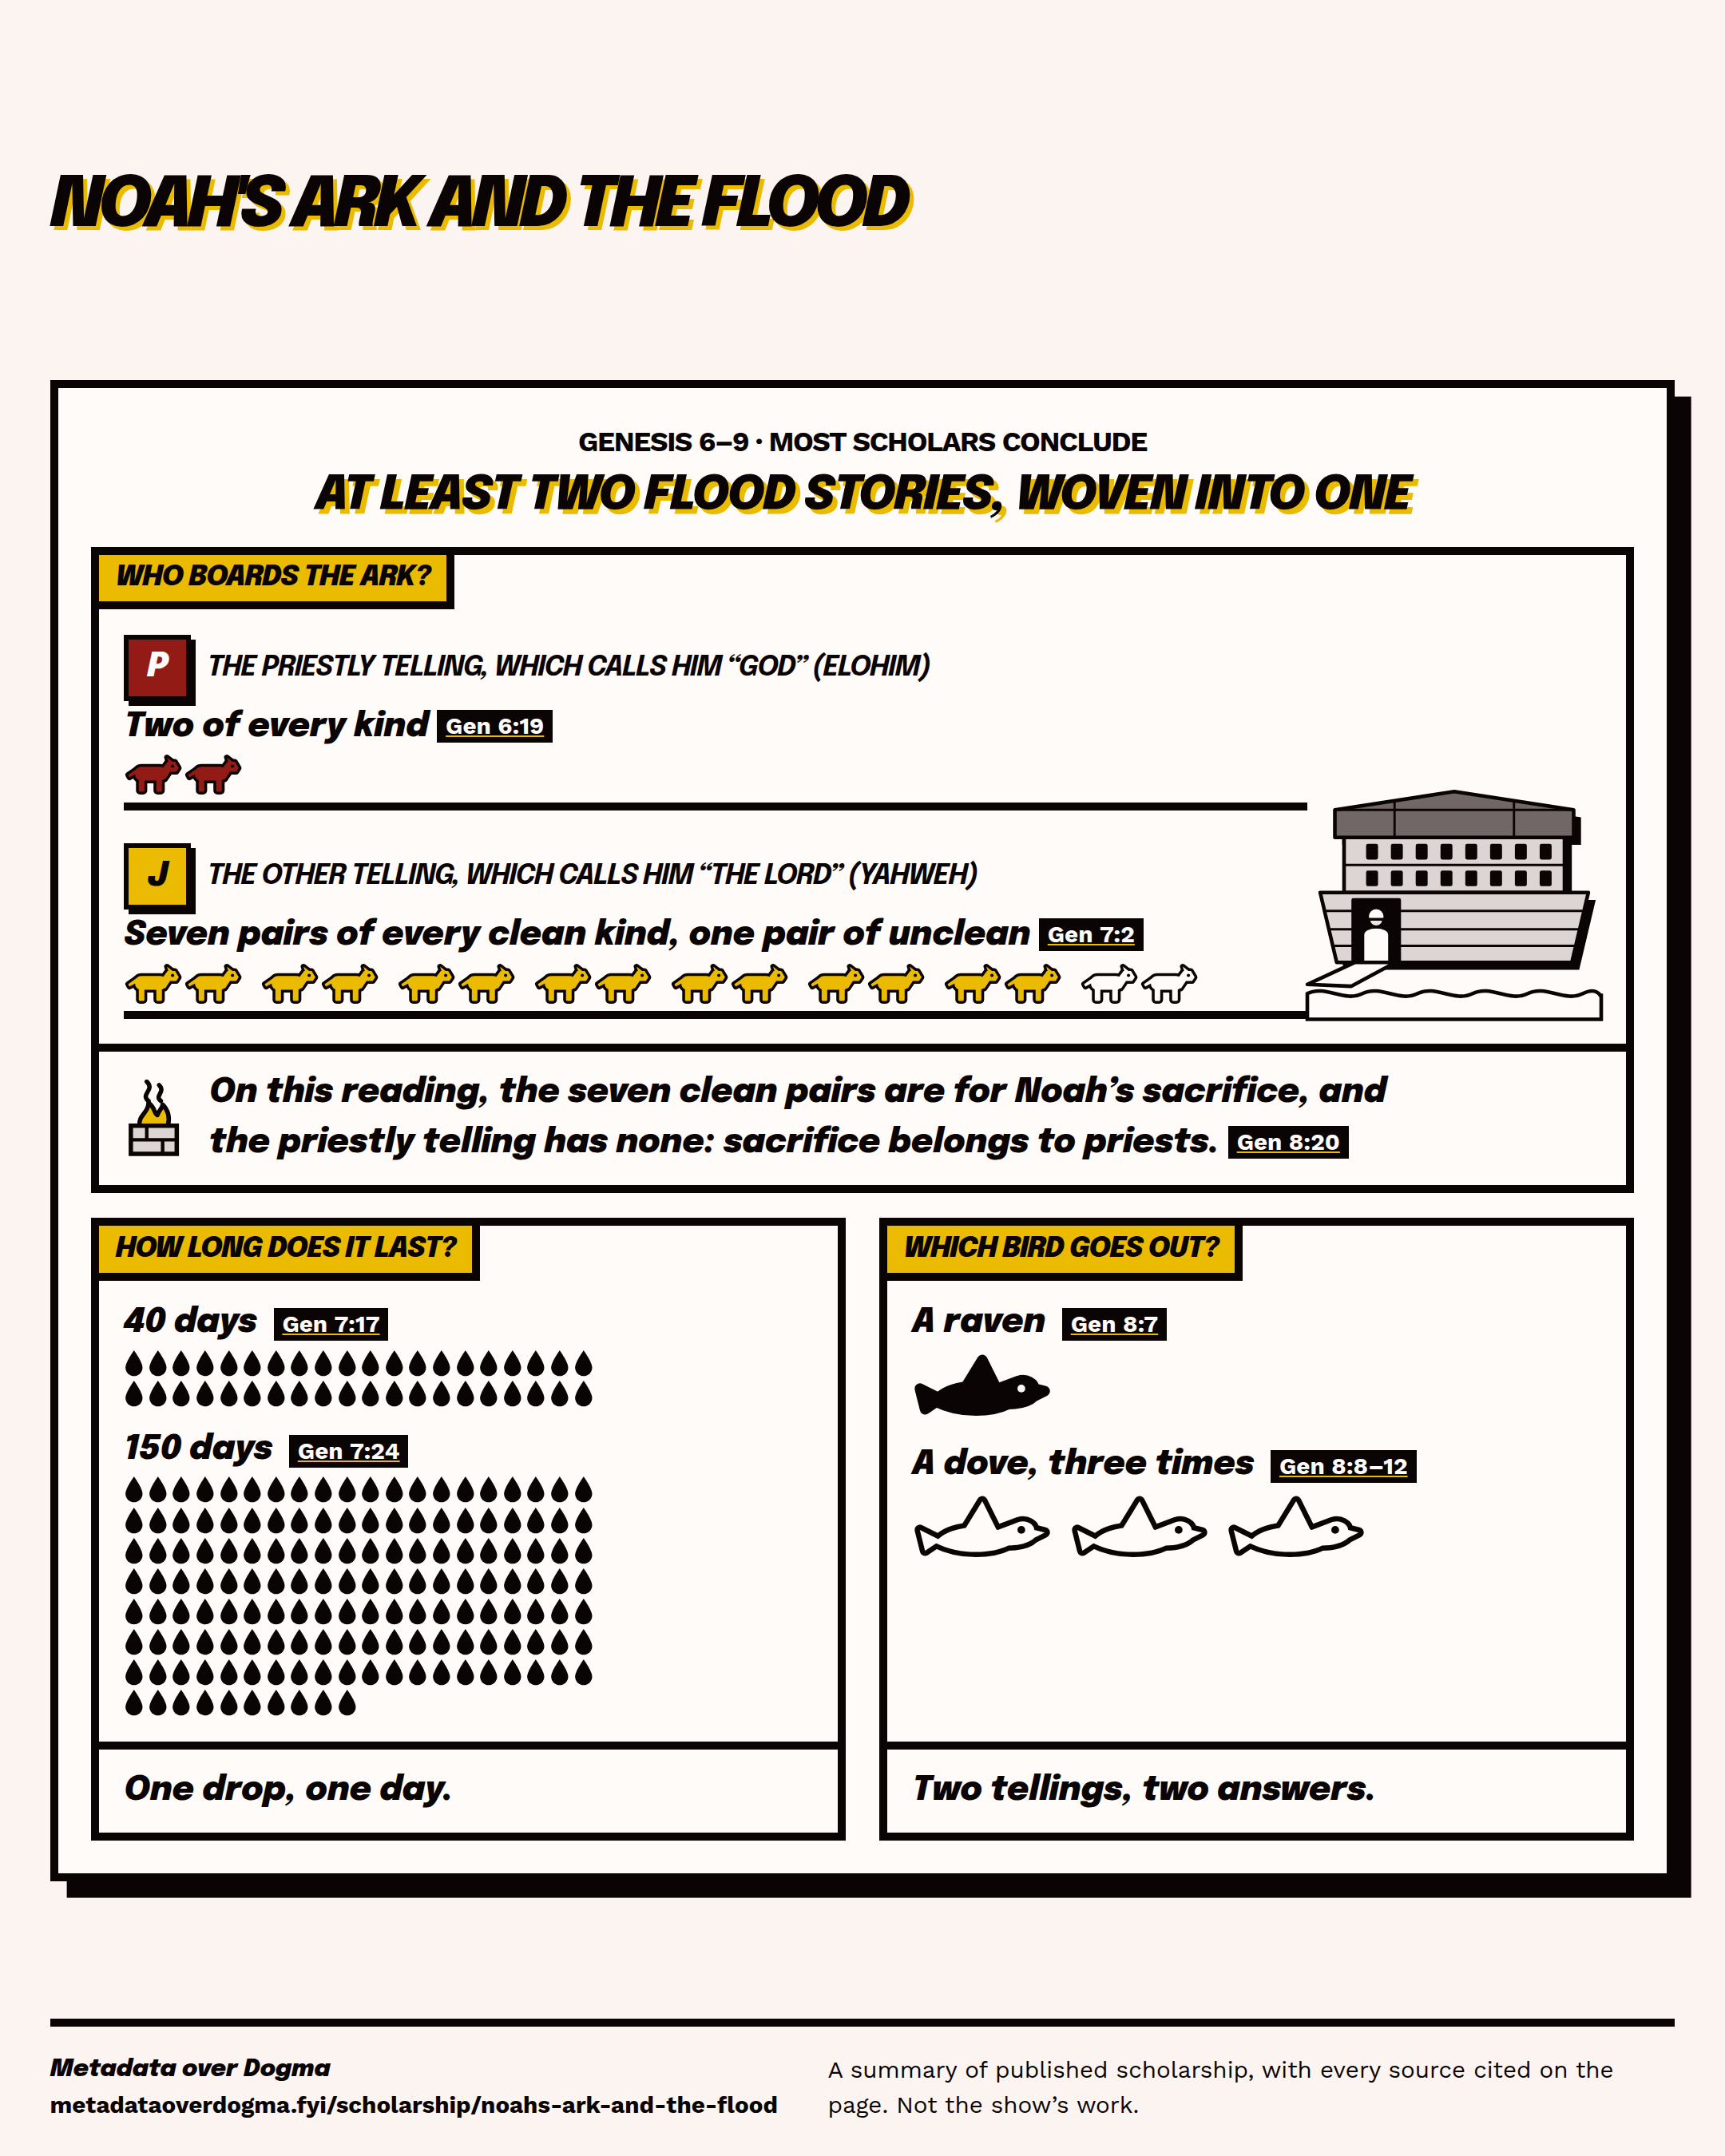 NOAH'S ARK AND THE FLOOD
GENESIS 6–9 · MOST SCHOLARS CONCLUDE
AT LEAST TWO FLOOD STORIES, WOVEN INTO ONE
WHO BOARDS THE ARK?
P
THE PRIESTLY TELLING, WHICH CALLS HIM “GOD” (ELOHIM)
Two of every kind Gen 6:19
J
THE OTHER TELLING, WHICH CALLS HIM “THE LORD” (YAHWEH)
Seven pairs of every clean kind, one pair of unclean Gen 7:2
On this reading, the seven clean pairs are for Noah’s sacrifice, and
the priestly telling has none: sacrifice belongs to priests. Gen 8:20
HOW LONG DOES IT LAST?
40 days Gen 7:17
150 days Gen 7:24
One drop, one day.
WHICH BIRD GOES OUT?
A raven Gen 8:7
A dove, three times Gen 8:8–12
Two tellings, two answers.
Metadata over Dogma
metadataoverdogma.fyi/scholarship/noahs-ark-and-the-flood
A summary of published scholarship, with every source cited on the
page. Not the show’s work.